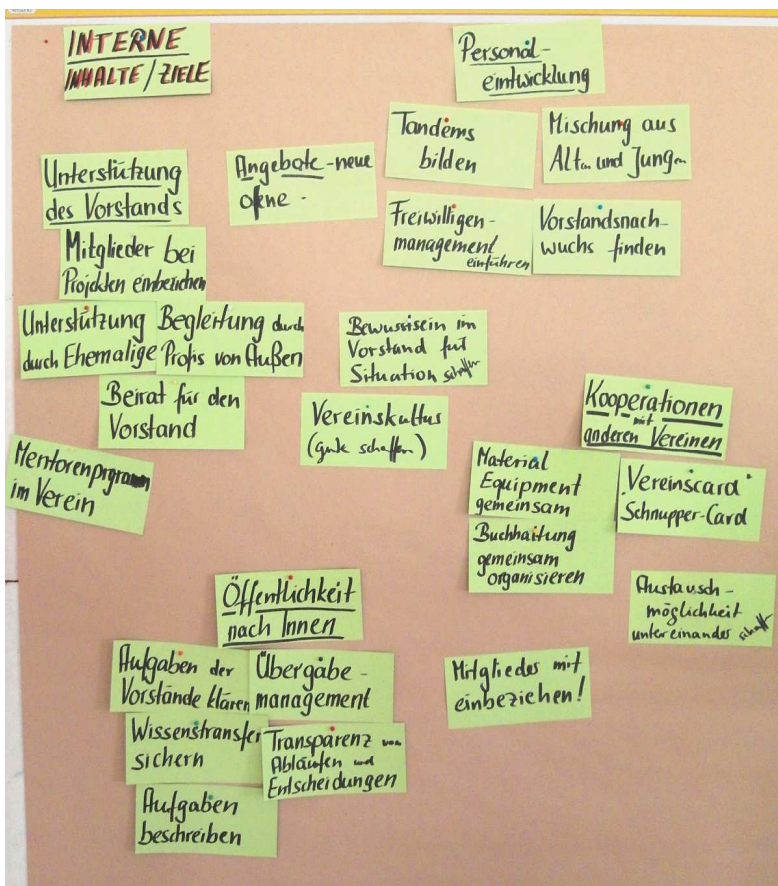 INTERNE
INHALTE / ZIELE
Personal-
entwicklung
Tandems
bilden
Mischung aus
Alt... und Jung...
Freiwilligen-
management
einführen
Vorstandsnach-
wuchs finden
Unterstützung
des Vorstands
Angebote - neue
ofne -
Mitglieder bei
Projekten einbeziehen
Unterstützung
durch Ehemalige
Begleitung durch
Profis von Außen
Beirat für den
Vorstand
Mentorenprgramm
im Verein
Bewusstsein im
Vorstand für
Situation schaffen
Vereinskultur
(gute schaffen)
Kooperationen
mit
anderen Vereinen
Material
Equipment
gemeinsam
Buchhaltung
gemeinsam
organisieren
"Vereinscard"
Schnupper-Card
Austausch-
möglichkeit
untereinander
Öffentlichkeit
nach Innen
Aufgaben der
Vorstände klären
Übergabe-
management
Wissenstransfer
sichern
Transparenz von
Abläufen und
Entscheidungen
Aufgaben
beschreiben
Mitglieder mit
einbeziehen!